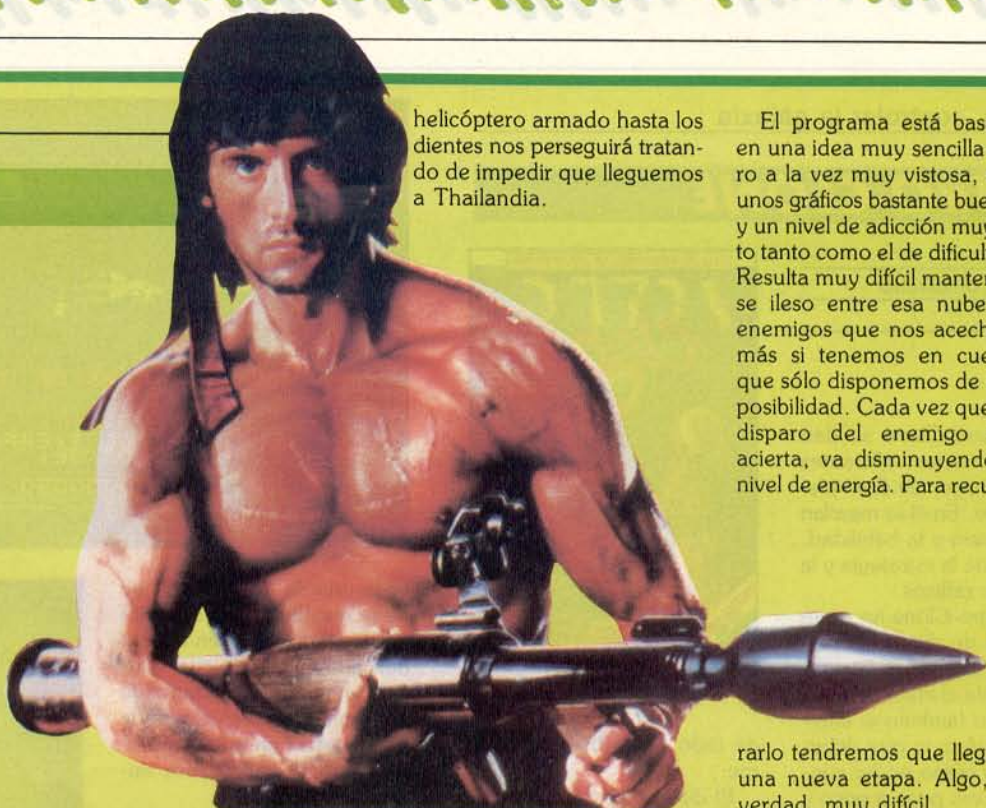 helicóptero armado hasta los
dientes nos perseguirá tratan-
do de impedir que lleguemos
a Thailandia.
El programa está bas
en una idea muy sencilla
ro a la vez muy vistosa,
unos gráficos bastante bue
y un nivel de adicción muy
to tanto como el de dificul
Resulta muy difícil manten
se ileso entre esa nube
enemigos que nos acech
más si tenemos en cue
que sólo disponemos de
posibilidad. Cada vez que
disparo del enemigo
acierta, va disminuyend
nivel de energía. Para recu
rarlo tendremos que lleg
una nueva etapa. Algo,
verdad, muy difícil.